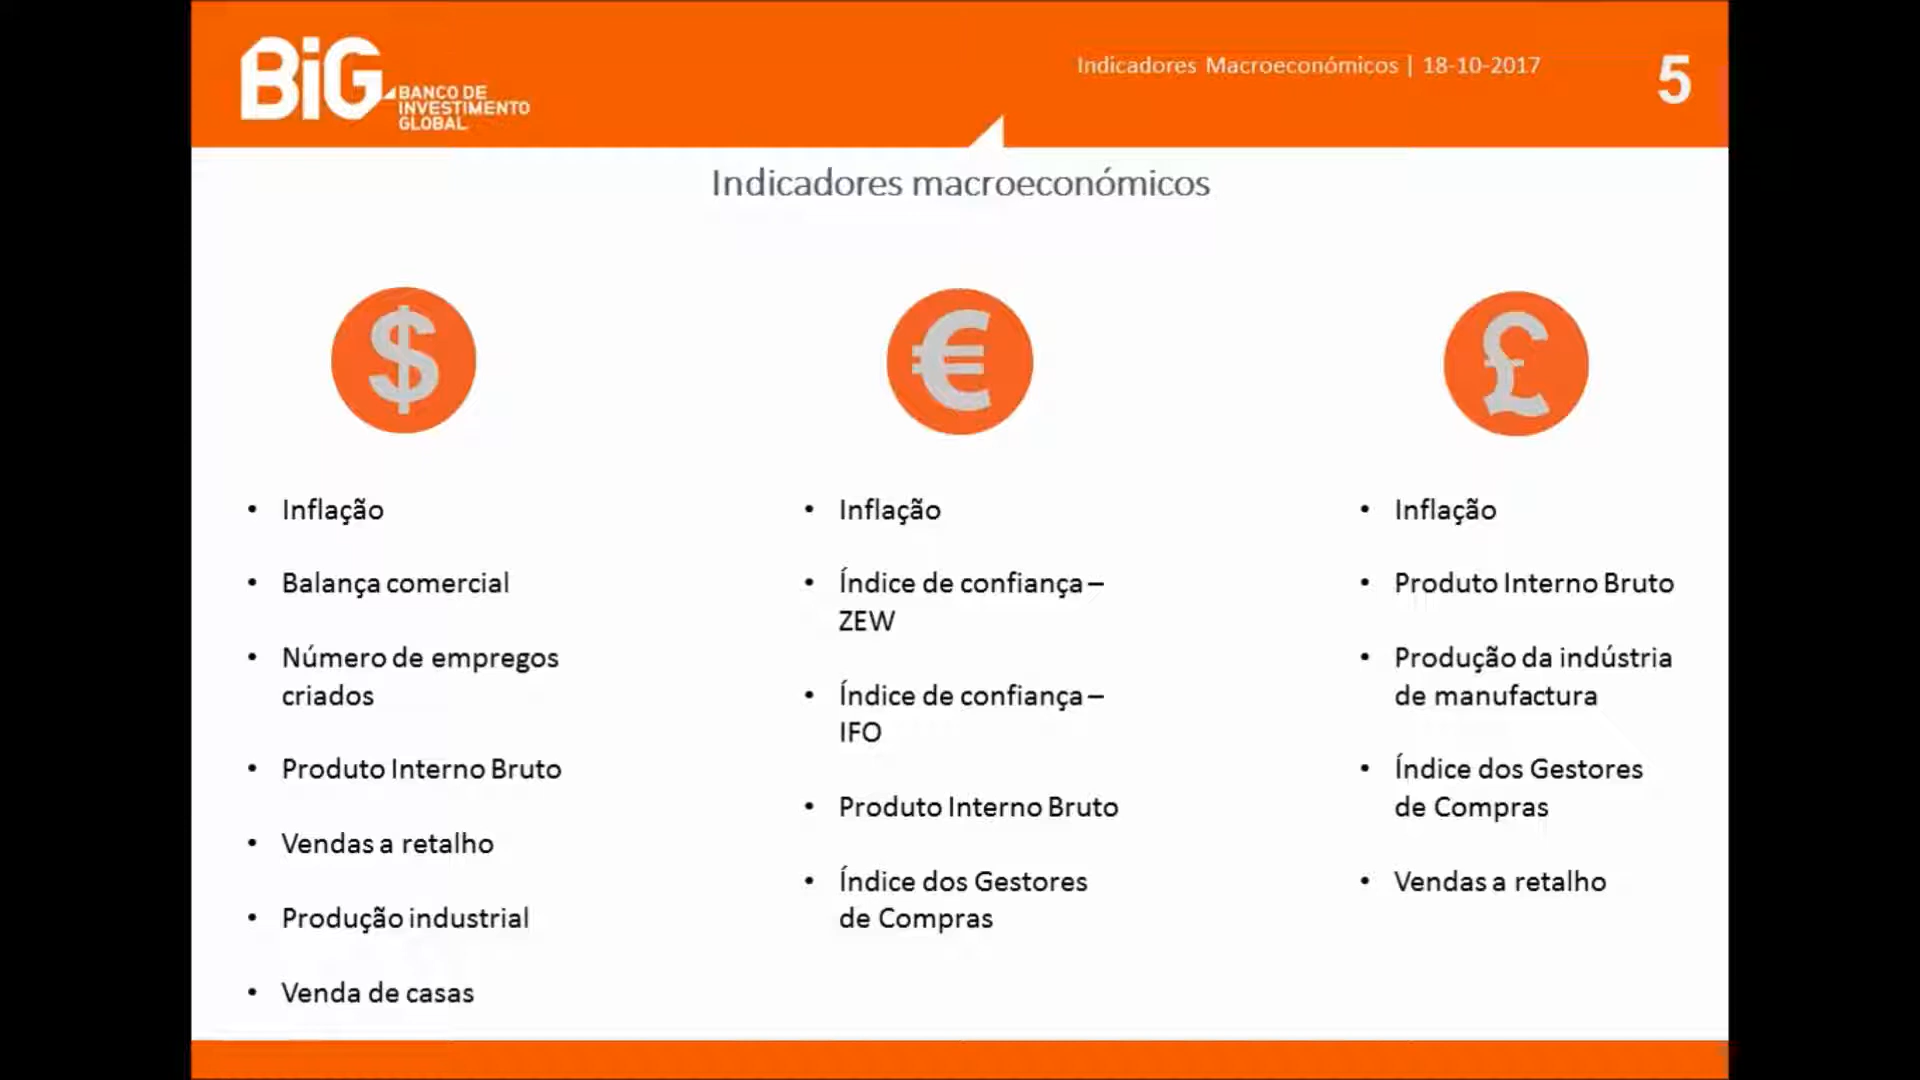 BiG BANCO DE
INVESTIMENTO
GLOBAL
Indicadores Macroeconómicos | 18-10-2017
5
Indicadores macroeconómicos
$
• Inflação
• Balança comercial
• Número de empregos
criados
• Produto Interno Bruto
• Vendas a retalho
• Produção industrial
• Venda de casas
€
• Inflação
• Índice de confiança –
ZEW
• Índice de confiança –
IFO
• Produto Interno Bruto
• Índice dos Gestores
de Compras
£
• Inflação
• Produto Interno Bruto
• Produção da indústria
de manufactura
• Índice dos Gestores
de Compras
• Vendas a retalho